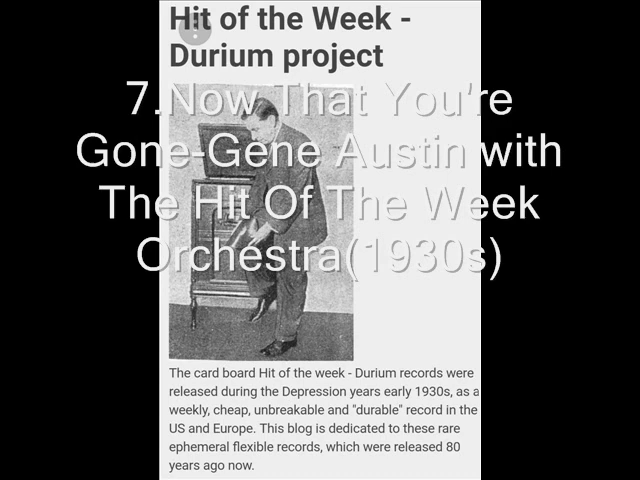 Hit of the Week -
Durium project
7.Now That You're
Gone-Gene Austin with
The Hit Of The Week
Orchestra(1930s)
The card board Hit of the week - Durium records were
released during the Depression years early 1930s, as a
weekly, cheap, unbreakable and "durable" record in the
US and Europe. This blog is dedicated to these rare
ephemeral flexible records, which were released 80
years ago now.